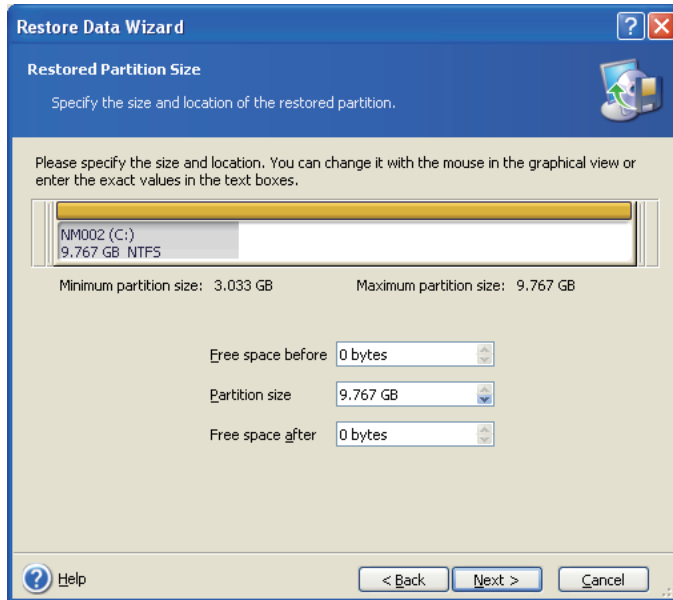 Restore Data Wizard
Restored Partition Size
Specify the size and location of the restored partition.
Please specify the size and location. You can change it with the mouse in the graphical view or
enter the exact values in the text boxes.
NM002 (C:)
9.767 GB NTFS
Minimum partition size: 3.033 GB Maximum partition size: 9.767 GB
Free space before 0 bytes
Partition size 9.767 GB
Free space after 0 bytes
Help < Back Next > Cancel